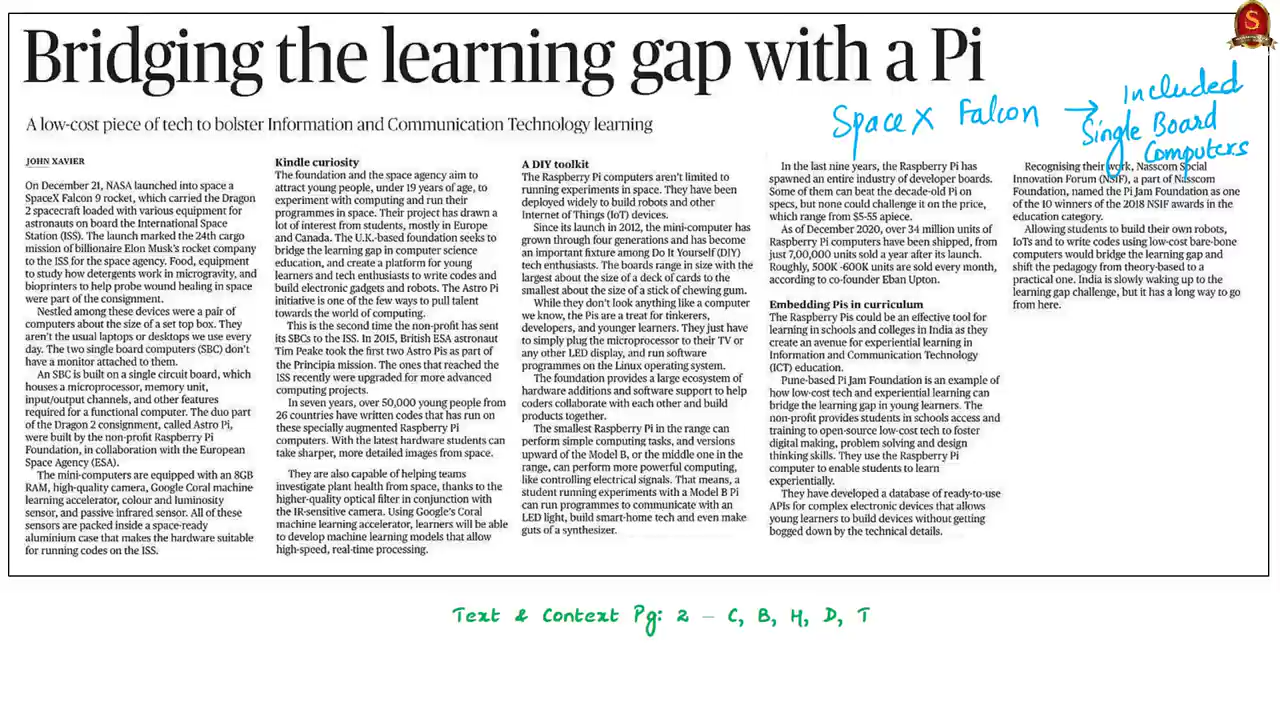 Bridging the learning gap with a Pi
A low-cost piece of tech to bolster Information and Communication Technology learning
SpaceX Falcon → Included
Single Board
Computers
JOHN XAVIER
On December 21, NASA launched into space a
SpaceX Falcon 9 rocket, which carried the Dragon
2 spacecraft loaded with various equipment for
astronauts on board the International Space
Station (ISS). The launch marked the 24th cargo
mission of billionaire Elon Musk's rocket company
to the ISS for the space agency. Food, equipment
to study how detergents work in microgravity, and
bioprinters to help probe wound healing in space
were part of the consignment.
Nestled among these devices were a pair of
computers about the size of a set top box. They
aren't the usual laptops or desktops we use every
day. The two single board computers (SBC) don't
have a monitor attached to them.
An SBC is built on a single circuit board, which
houses a microprocessor, memory unit,
input/output channels, and other features
required for a functional computer. The duo part
of the Dragon 2 consignment, called Astro Pi,
were built by the non-profit Raspberry Pi
Foundation, in collaboration with the European
Space Agency (ESA).
The mini-computers are equipped with an 8GB
RAM, high-quality camera, Google Coral machine
learning accelerator, colour and luminosity
sensor, and passive infrared sensor. All of these
sensors are packed inside a space-ready
aluminium case that makes the hardware suitable
for running codes on the ISS.
Kindle curiosity
The foundation and the space agency aim to
attract young people, under 19 years of age, to
experiment with computing and run their
programmes in space. Their project has drawn a
lot of interest from students, mostly in Europe
and Canada. The U.K.-based foundation seeks to
bridge the learning gap in computer science
education, and create a platform for young
learners and tech enthusiasts to write codes and
build electronic gadgets and robots. The Astro Pi
initiative is one of the few ways to pull talent
towards the world of computing.
This is the second time the non-profit has sent
its SBCs to the ISS. In 2015, British ESA astronaut
Tim Peake took the first two Astro Pis as part of
the Principia mission. The ones that reached the
ISS recently were upgraded for more advanced
computing projects.
In seven years, over 50,000 young people from
26 countries have written codes that has run on
these specially augmented Raspberry Pi
computers. With the latest hardware students can
take sharper, more detailed images from space.
They are also capable of helping teams
investigate plant health from space, thanks to the
higher-quality optical filter in conjunction with
the IR-sensitive camera. Using Google's Coral
machine learning accelerator, learners will be able
to develop machine learning models that allow
high-speed, real-time processing.
A DIY toolkit
The Raspberry Pi computers aren't limited to
running experiments in space. They have been
deployed widely to build robots and other
Internet of Things (IoT) devices.
Since its launch in 2012, the mini-computer has
grown through four generations and has become
an important fixture among Do It Yourself (DIY)
tech enthusiasts. The boards range in size with the
largest about the size of a deck of cards to the
smallest about the size of a stick of chewing gum.
While they don't look anything like a computer
we know, the Pis are a treat for tinkerers,
developers, and younger learners. They just have
to simply plug the microprocessor to their TV or
any other LED display, and run software
programmes on the Linux operating system.
The foundation provides a large ecosystem of
hardware additions and software support to help
coders collaborate with each other and build
products together.
The smallest Raspberry Pi in the range can
perform simple computing tasks, and versions
upward of the Model B, or the middle one in the
range, can perform more powerful computing,
like controlling electrical signals. That means, a
student running experiments with a Model B Pi
can run programmes to communicate with an
LED light, build smart-home tech and even make
guts of a synthesizer.
In the last nine years, the Raspberry Pi has
spawned an entire industry of developer boards.
Some of them can beat the decade-old Pi on
specs, but none could challenge it on the price,
which range from $5-55 apiece.
As of December 2020, over 34 million units of
Raspberry Pi computers have been shipped, from
just 7,00,000 units sold a year after its launch.
Roughly, 500K -600K units are sold every month,
according to co-founder Eban Upton.
Embedding Pis in curriculum
The Raspberry Pis could be an effective tool for
learning in schools and colleges in India as they
create an avenue for experiential learning in
Information and Communication Technology
(ICT) education.
Pune-based Pi Jam Foundation is an example of
how low-cost tech and experiential learning can
bridge the learning gap in young learners. The
non-profit provides students in schools access and
training to open-source low-cost tech to foster
digital making, problem solving and design
thinking skills. They use the Raspberry Pi
computer to enable students to learn
experientially.
They have developed a database of ready-to-use
APIs for complex electronic devices that allows
young learners to build devices without getting
bogged down by the technical details.
Recognising their work, Nasscom Social
Innovation Forum (NSIF), a part of Nasscom
Foundation, named the Pi Jam Foundation as one
of the 10 winners of the 2018 NSIF awards in the
education category.
Allowing students to build their own robots,
IoTs and to write codes using low-cost bare-bone
computers would bridge the learning gap and
shift the pedagogy from theory-based to a
practical one. India is slowly waking up to the
learning gap challenge, but it has a long way to go
from here.
Text & Context Pg: 2 – C, B, H, D, T